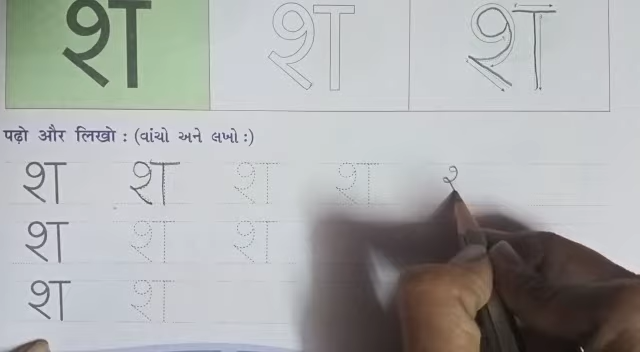 श श श
पढ़ो और लिखो : (વાંચો અને લખો :)
श श श श
श श श
श श